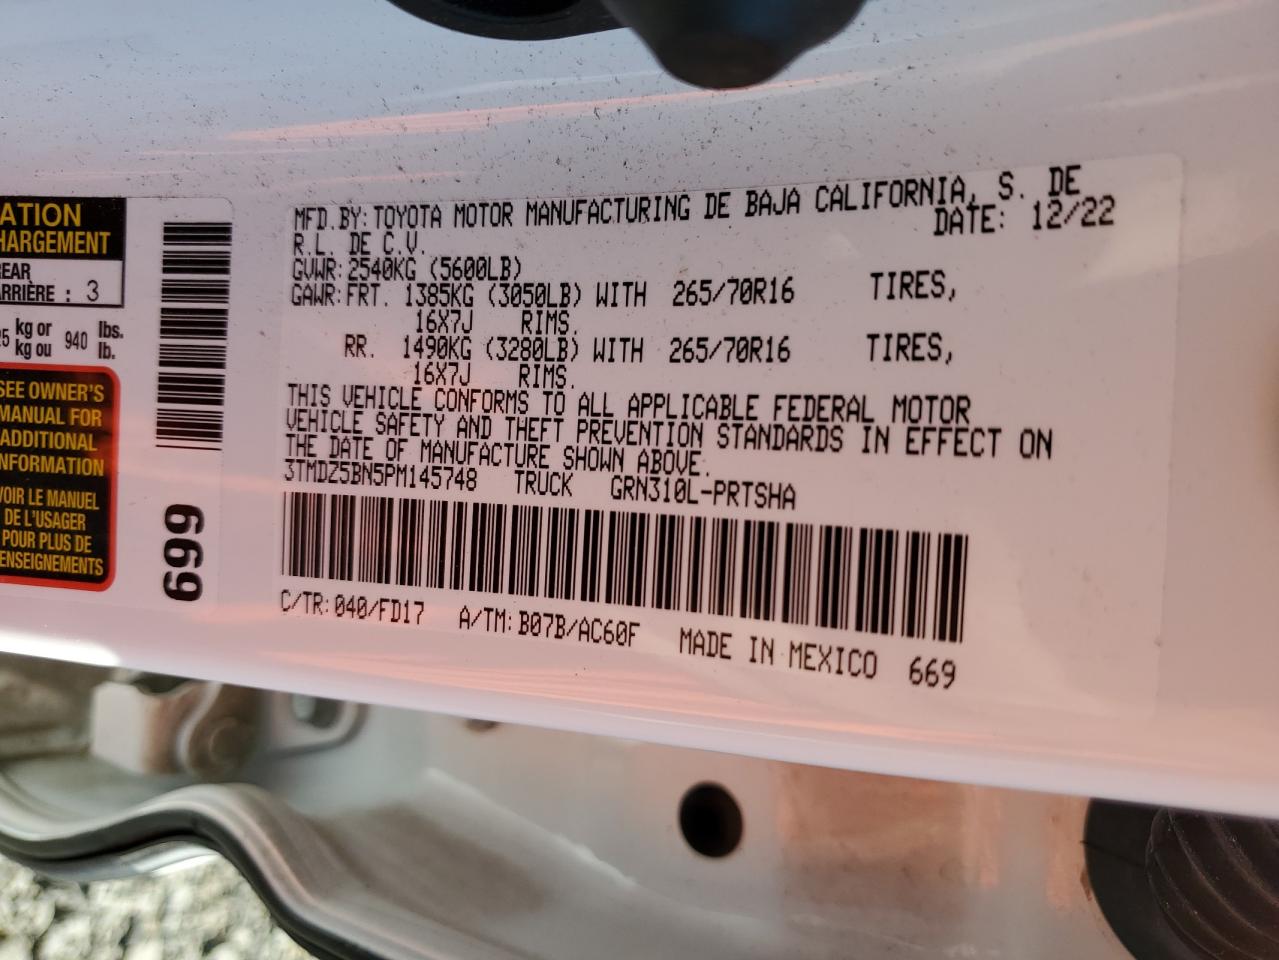 ATION
HARGEMENT
REAR
ARRIÈRE : 3
kg or 940 lbs.
kg ou lb.
SEE OWNER'S
MANUAL FOR
ADDITIONAL
INFORMATION
VOIR LE MANUEL
DE L'USAGER
POUR PLUS DE
RENSEIGNEMENTS
699
MFD.BY:TOYOTA MOTOR MANUFACTURING DE BAJA CALIFORNIA, S. DE
R.L. DE C.V. DATE: 12/22
GVWR:2540KG (5600LB)
GAWR:FRT. 1385KG (3050LB) WITH 265/70R16 TIRES,
16X7J RIMS.
RR. 1490KG (3280LB) WITH 265/70R16 TIRES,
16X7J RIMS.
THIS VEHICLE CONFORMS TO ALL APPLICABLE FEDERAL MOTOR
VEHICLE SAFETY AND THEFT PREVENTION STANDARDS IN EFFECT ON
THE DATE OF MANUFACTURE SHOWN ABOVE.
3TMDZ5BN5PM145748 TRUCK GRN310L-PRTSHA
C/TR:040/FD17 A/TM:B07B/AC60F MADE IN MEXICO 669